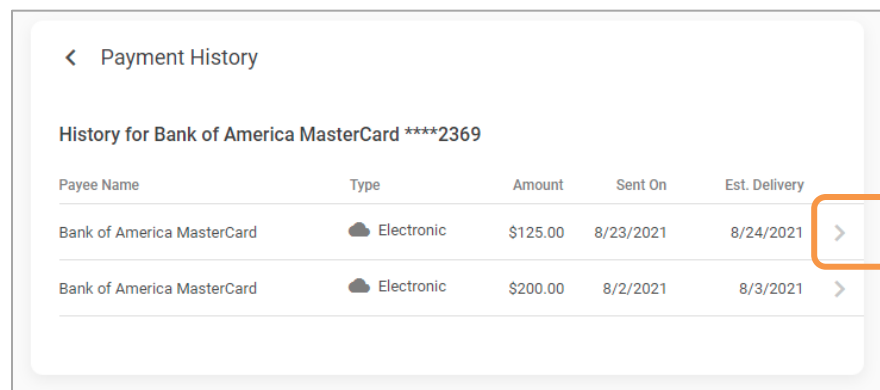 Payment History
History for Bank of America MasterCard ****2369
Payee Name Type Amount Sent On Est. Delivery
Bank of America MasterCard Electronic $125.00 8/23/2021 8/24/2021
Bank of America MasterCard Electronic $200.00 8/2/2021 8/3/2021